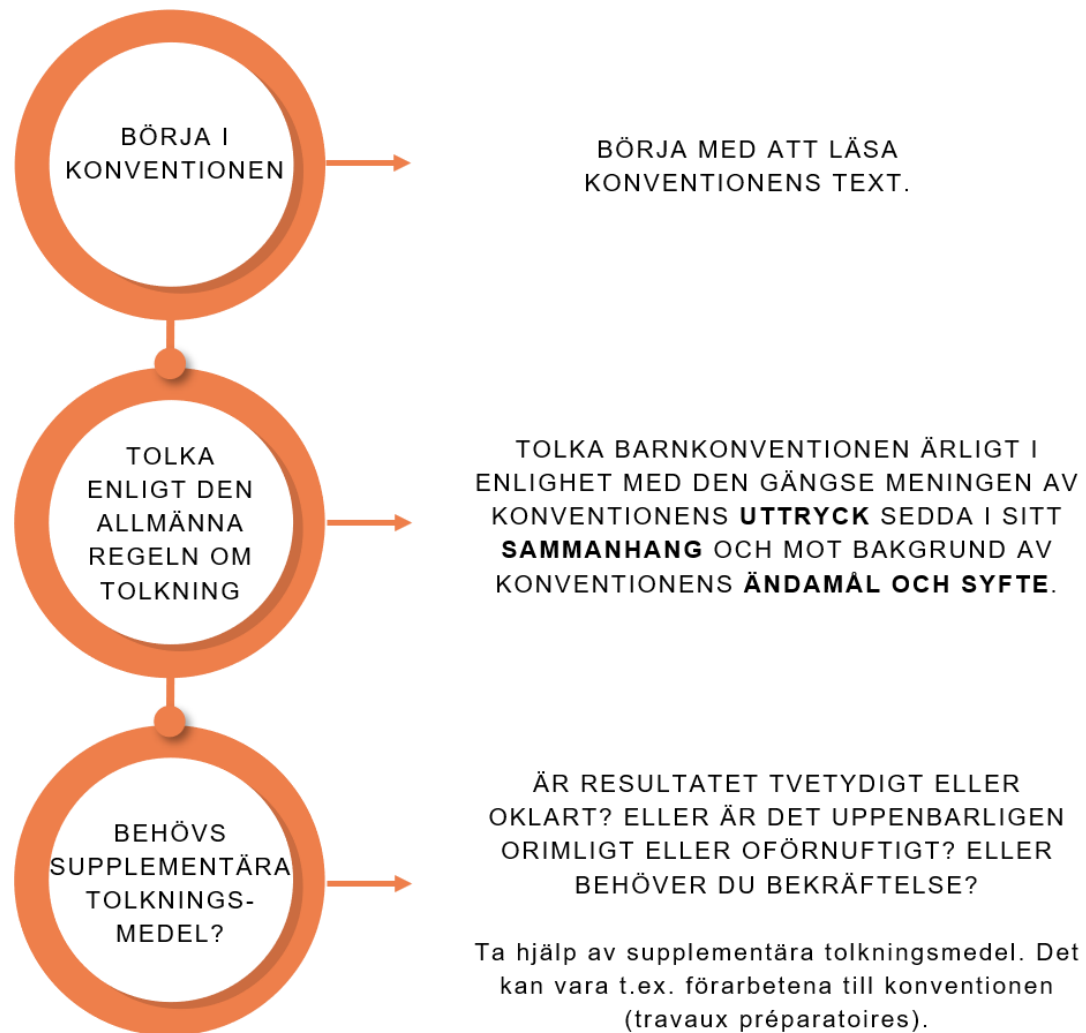 BÖRJA I
KONVENTIONEN
BÖRJA MED ATT LÄSA
KONVENTIONENS TEXT.
TOLKA
ENLIGT DEN
ALLMÄNNA
REGELN OM
TOLKNING
TOLKA BARNKONVENTIONEN ÄRLIGT I
ENLIGHET MED DEN GÄNGSE MENINGEN AV
KONVENTIONENS UTTRYCK SEDDA I SITT
SAMMANHANG OCH MOT BAKGRUND AV
KONVENTIONENS ÄNDAMÅL OCH SYFTE.
BEHÖVS
SUPPLEMENTÄRA
TOLKNINGS-
MEDEL?
ÄR RESULTATET TVETYDIGT ELLER
OKLART? ELLER ÄR DET UPPENBARLIGEN
ORIMLIGT ELLER OFÖRNUFTIGT? ELLER
BEHÖVER DU BEKRÄFTELSE?
Ta hjälp av supplementära tolkningsmedel. Det
kan vara t.ex. förarbetena till konventionen
(travaux préparatoires).